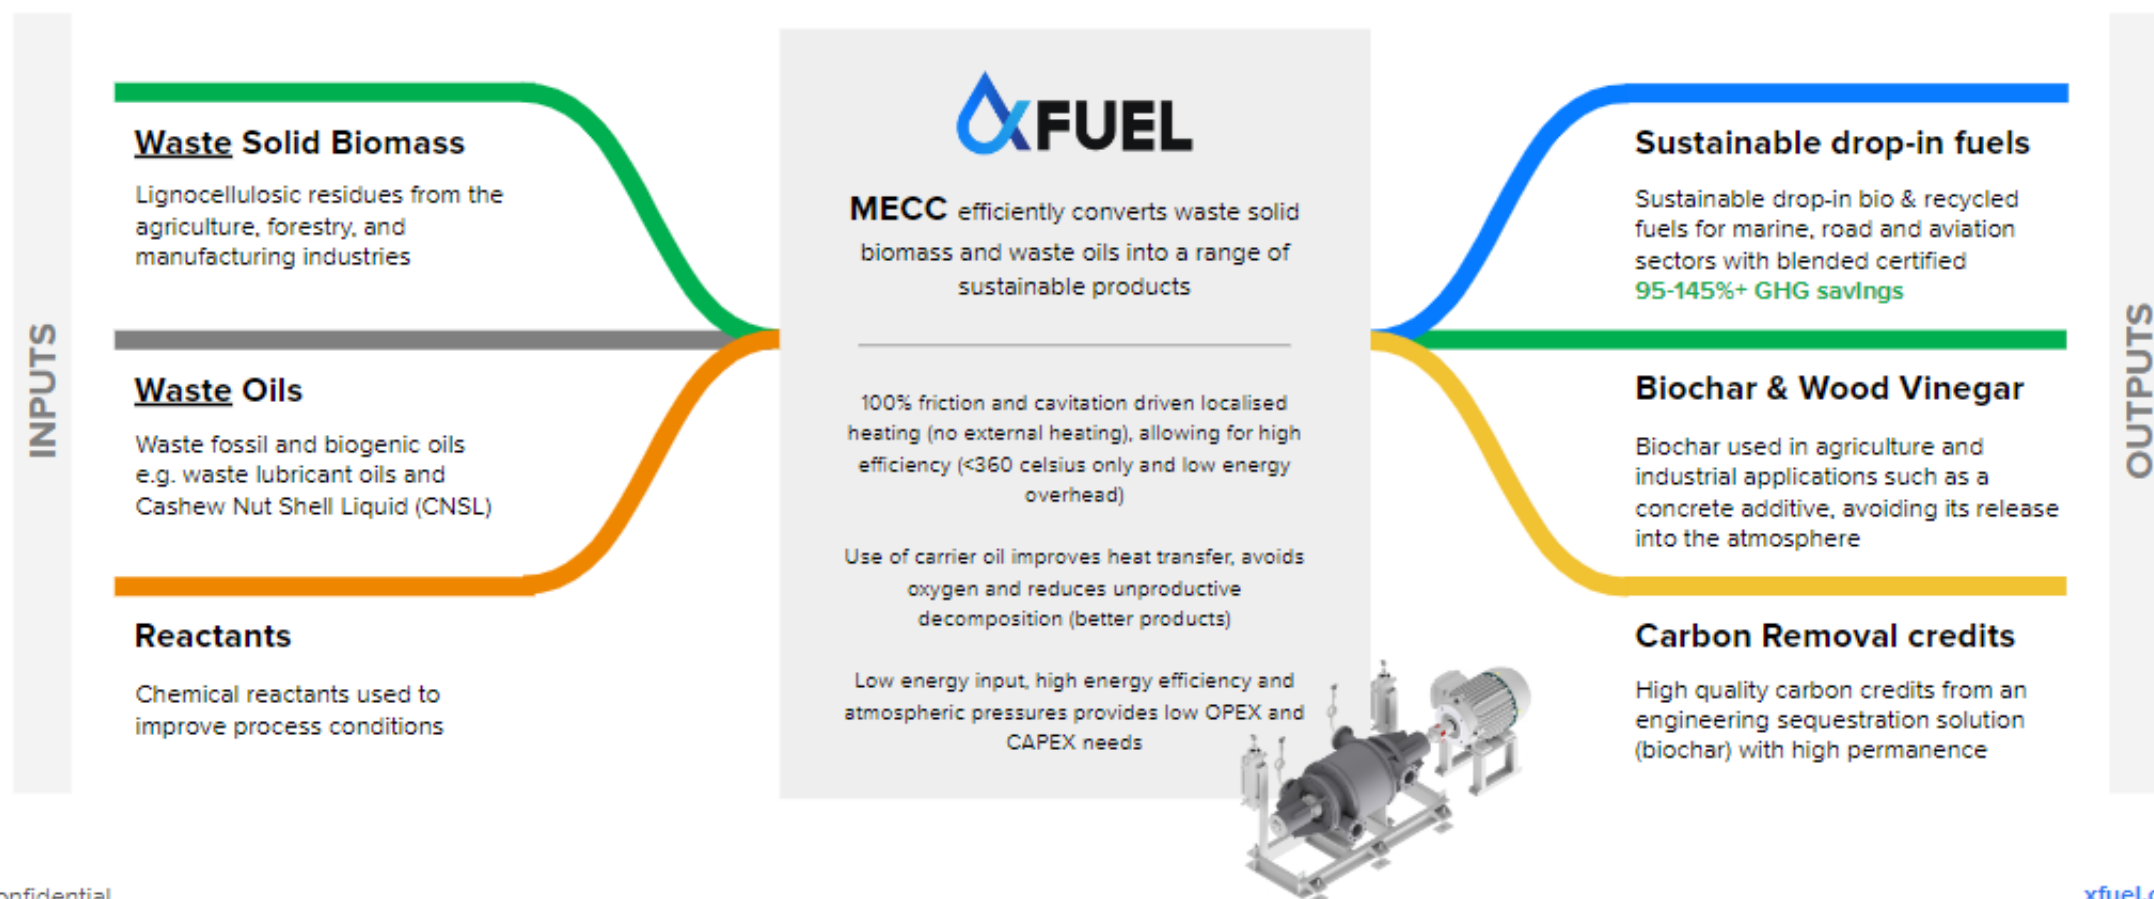 INPUTS
Waste Solid Biomass
Lignocellulosic residues from the
agriculture, forestry, and
manufacturing industries
Waste Oils
Waste fossil and biogenic oils
e.g. waste lubricant oils and
Cashew Nut Shell Liquid (CNSL)
Reactants
Chemical reactants used to
improve process conditions
XFUEL
MECC efficiently converts waste solid
biomass and waste oils into a range of
sustainable products
100% friction and cavitation driven localised
heating (no external heating), allowing for high
efficiency (<360 celsius only and low energy
overhead)
Use of carrier oil improves heat transfer, avoids
oxygen and reduces unproductive
decomposition (better products)
Low energy input, high energy efficiency and
atmospheric pressures provides low OPEX and
CAPEX needs
Sustainable drop-in fuels
Sustainable drop-in bio & recycled
fuels for marine, road and aviation
sectors with blended certified
95-145%+ GHG savings
Biochar & Wood Vinegar
Biochar used in agriculture and
industrial applications such as a
concrete additive, avoiding its release
into the atmosphere
Carbon Removal credits
High quality carbon credits from an
engineering sequestration solution
(biochar) with high permanence
OUTPUTS
onfidential
xfuel.c